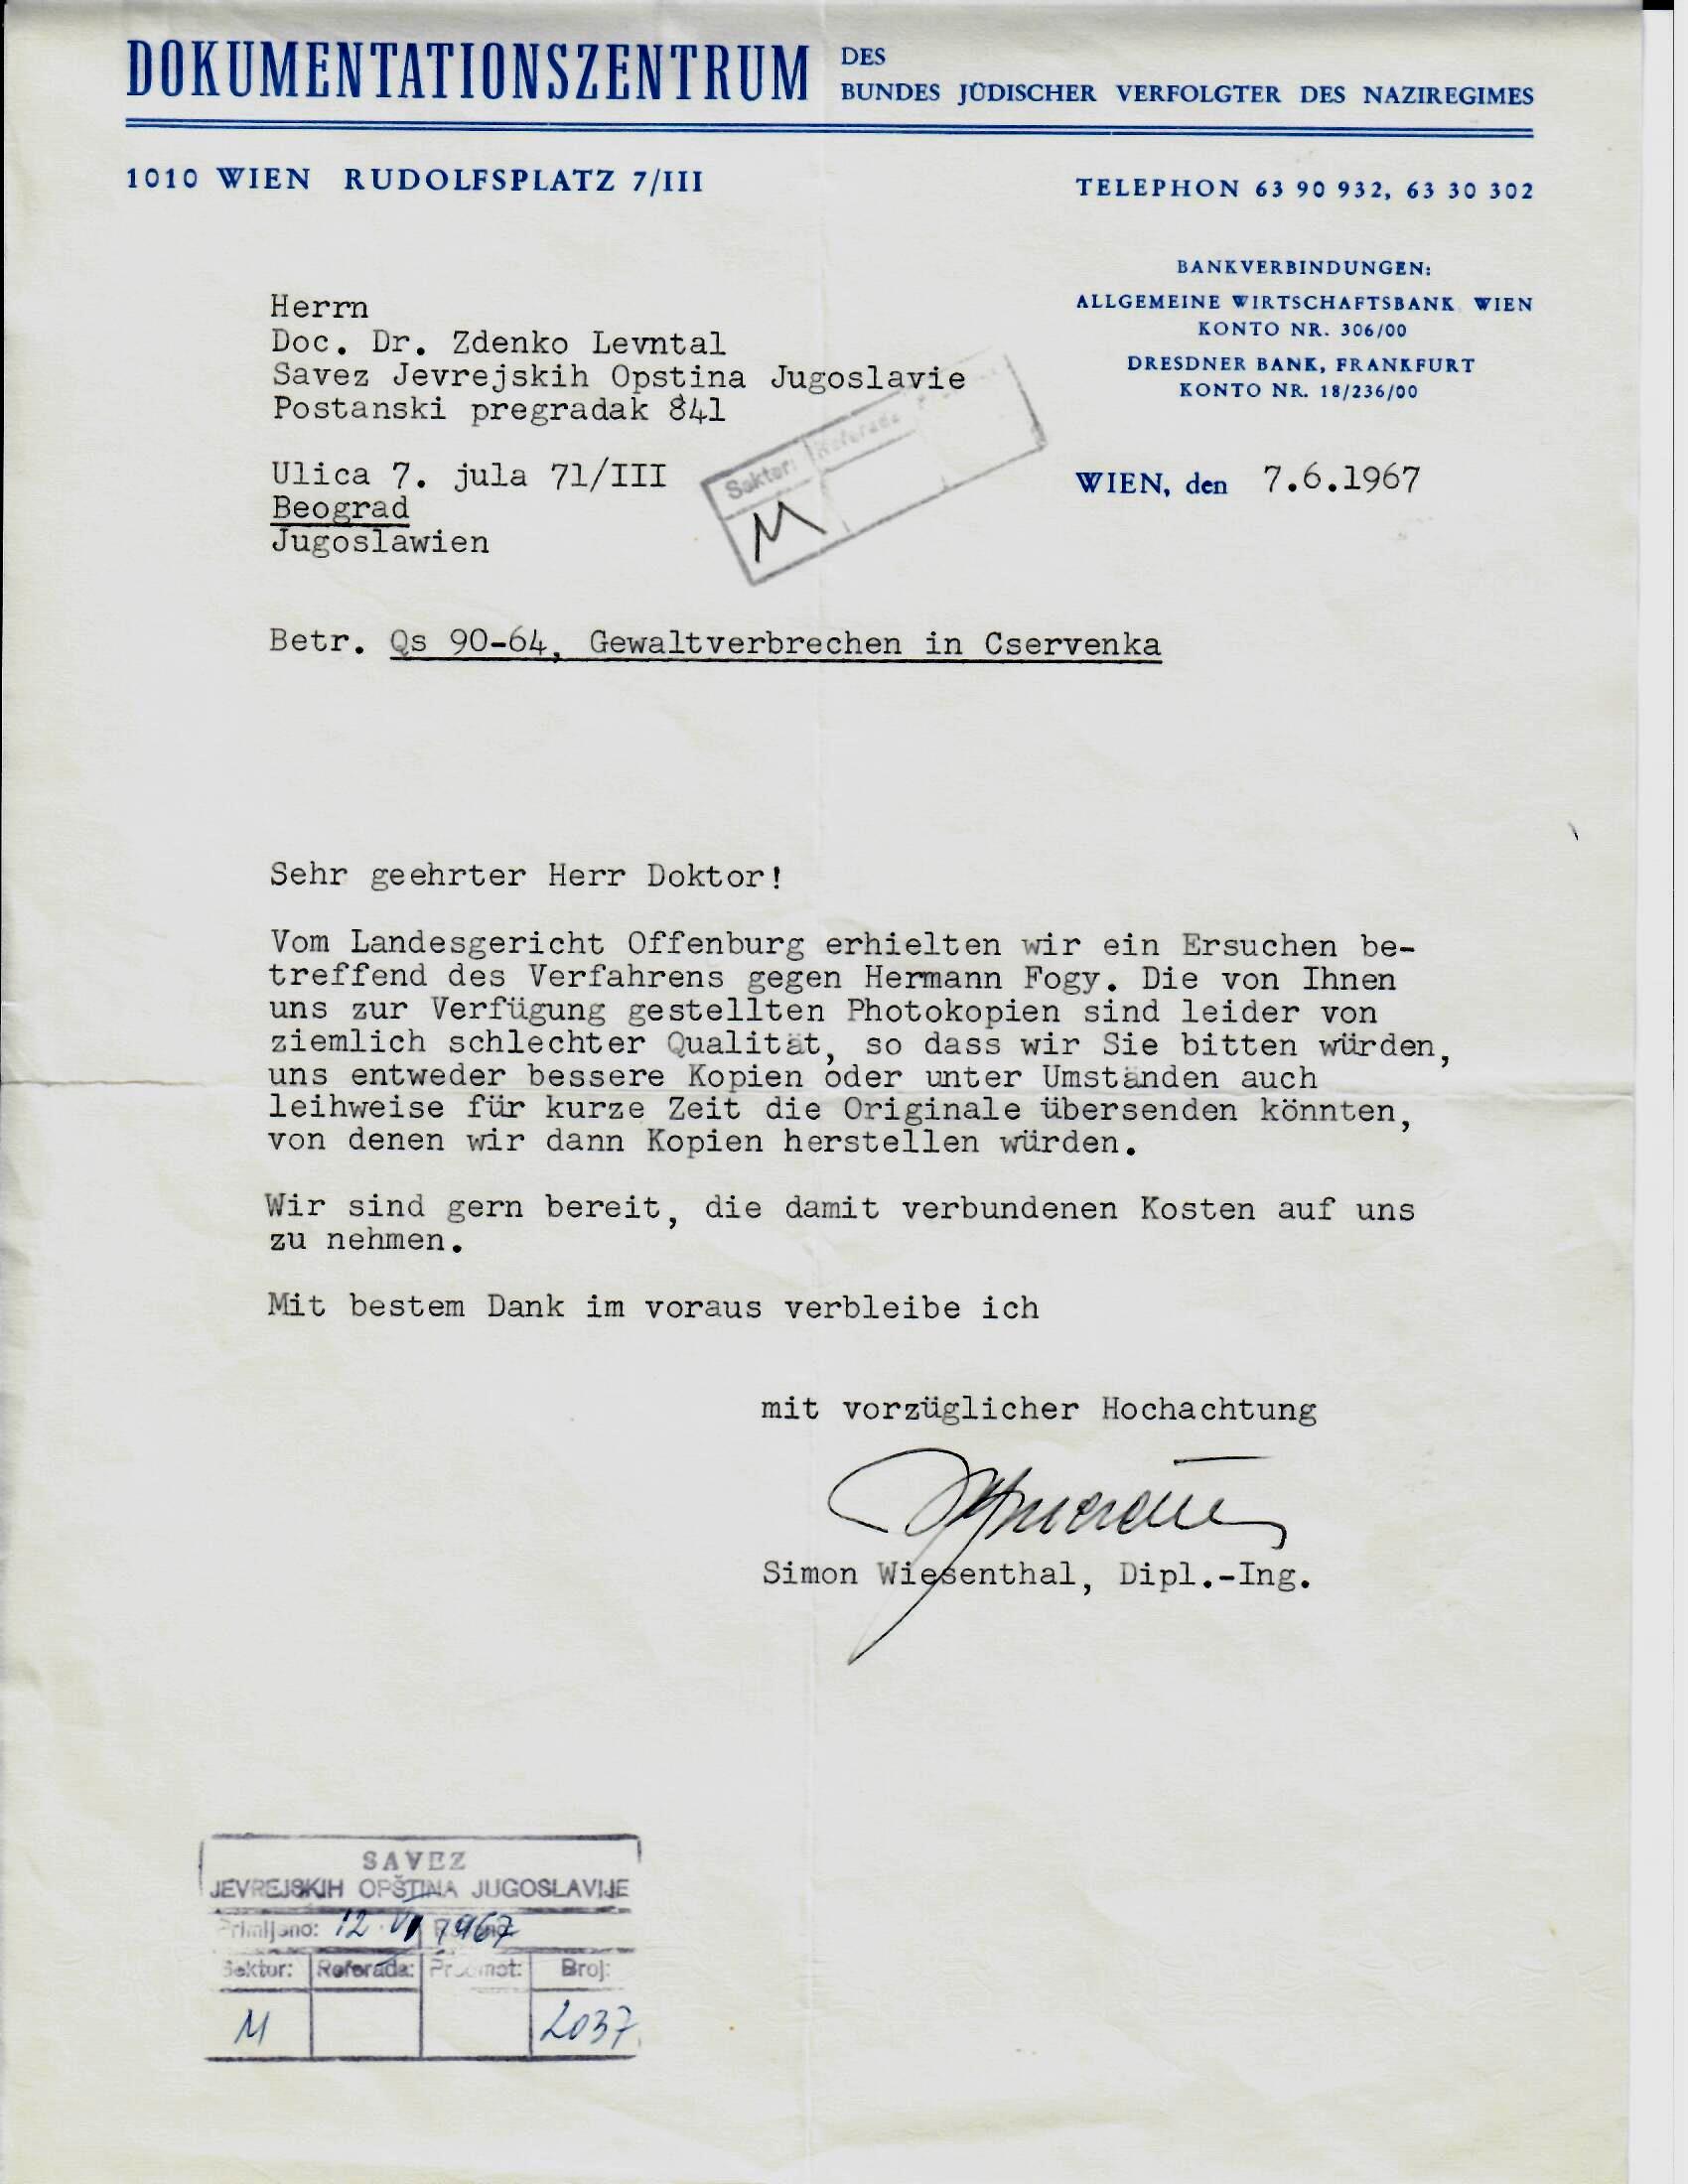 DOKUMENTATIONSZENTRUM DES
BUNDES JÜDISCHER VERFOLGTER DES NAZIREGIMES
1010 WIEN RUDOLFSPLATZ 7/III
TELEPHON 63 90 932, 63 30 302
BANKVERBINDUNGEN:
ALLGEMEINE WIRTSCHAFTSBANK WIEN
KONTO NR. 306/00
DRESDNER BANK, FRANKFURT
KONTO NR. 18/236/00
Herrn
Doc. Dr. Zdenko Levntal
Savez Jevrejskih Opstina Jugoslavie
Postanski pregradak 841
Ulica 7. jula 71/III
Beograd
Jugoslawien
Sektor: Referada
M
WIEN, den 7.6.1967
Betr. Qs 90-64, Gewaltverbrechen in Cservenka
Sehr geehrter Herr Doktor!
Vom Landesgericht Offenburg erhielten wir ein Ersuchen be-
treffend des Verfahrens gegen Hermann Fogy. Die von Ihnen
uns zur Verfügung gestellten Photokopien sind leider von
ziemlich schlechter Qualität, so dass wir Sie bitten würden,
uns entweder bessere Kopien oder unter Umständen auch
leihweise für kurze Zeit die Originale übersenden könnten,
von denen wir dann Kopien herstellen würden.
Wir sind gern bereit, die damit verbundenen Kosten auf uns
zu nehmen.
Mit bestem Dank im voraus verbleibe ich
mit vorzüglicher Hochachtung
Simon Wiesenthal, Dipl.-Ing.
SAVEZ
JEVREJSKIH OPŠTINA JUGOSLAVIJE
Primljeno: 12. VI 1967
Sektor: Referada: Predmet: Broj:
M 2037